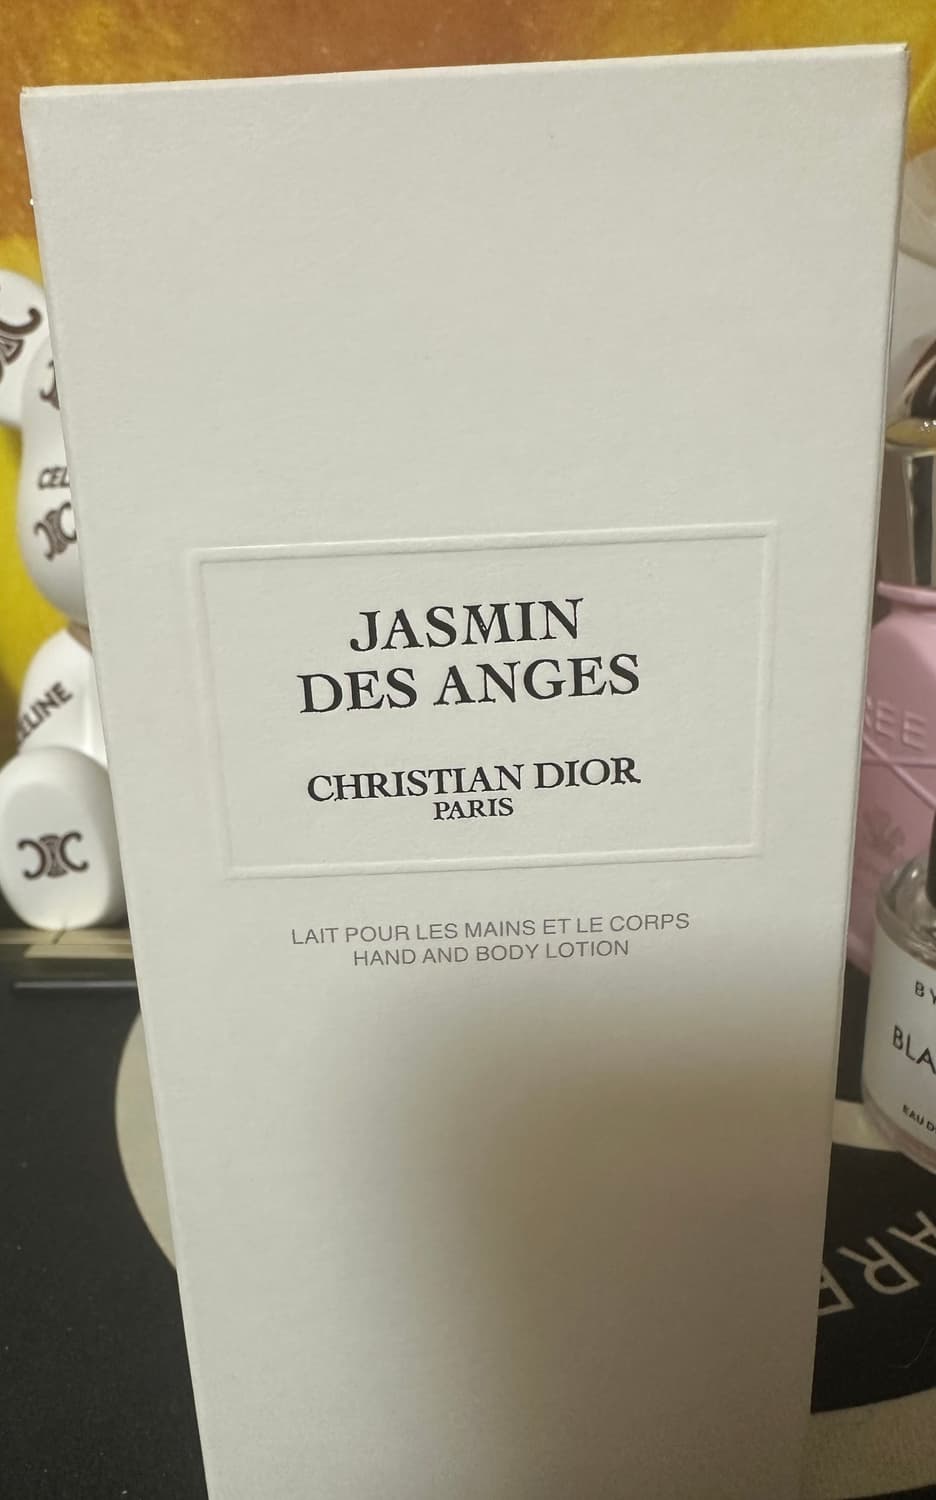 JASMIN
DES ANGES
CHRISTIAN DIOR
PARIS
LAIT POUR LES MAINS ET LE CORPS
HAND AND BODY LOTION